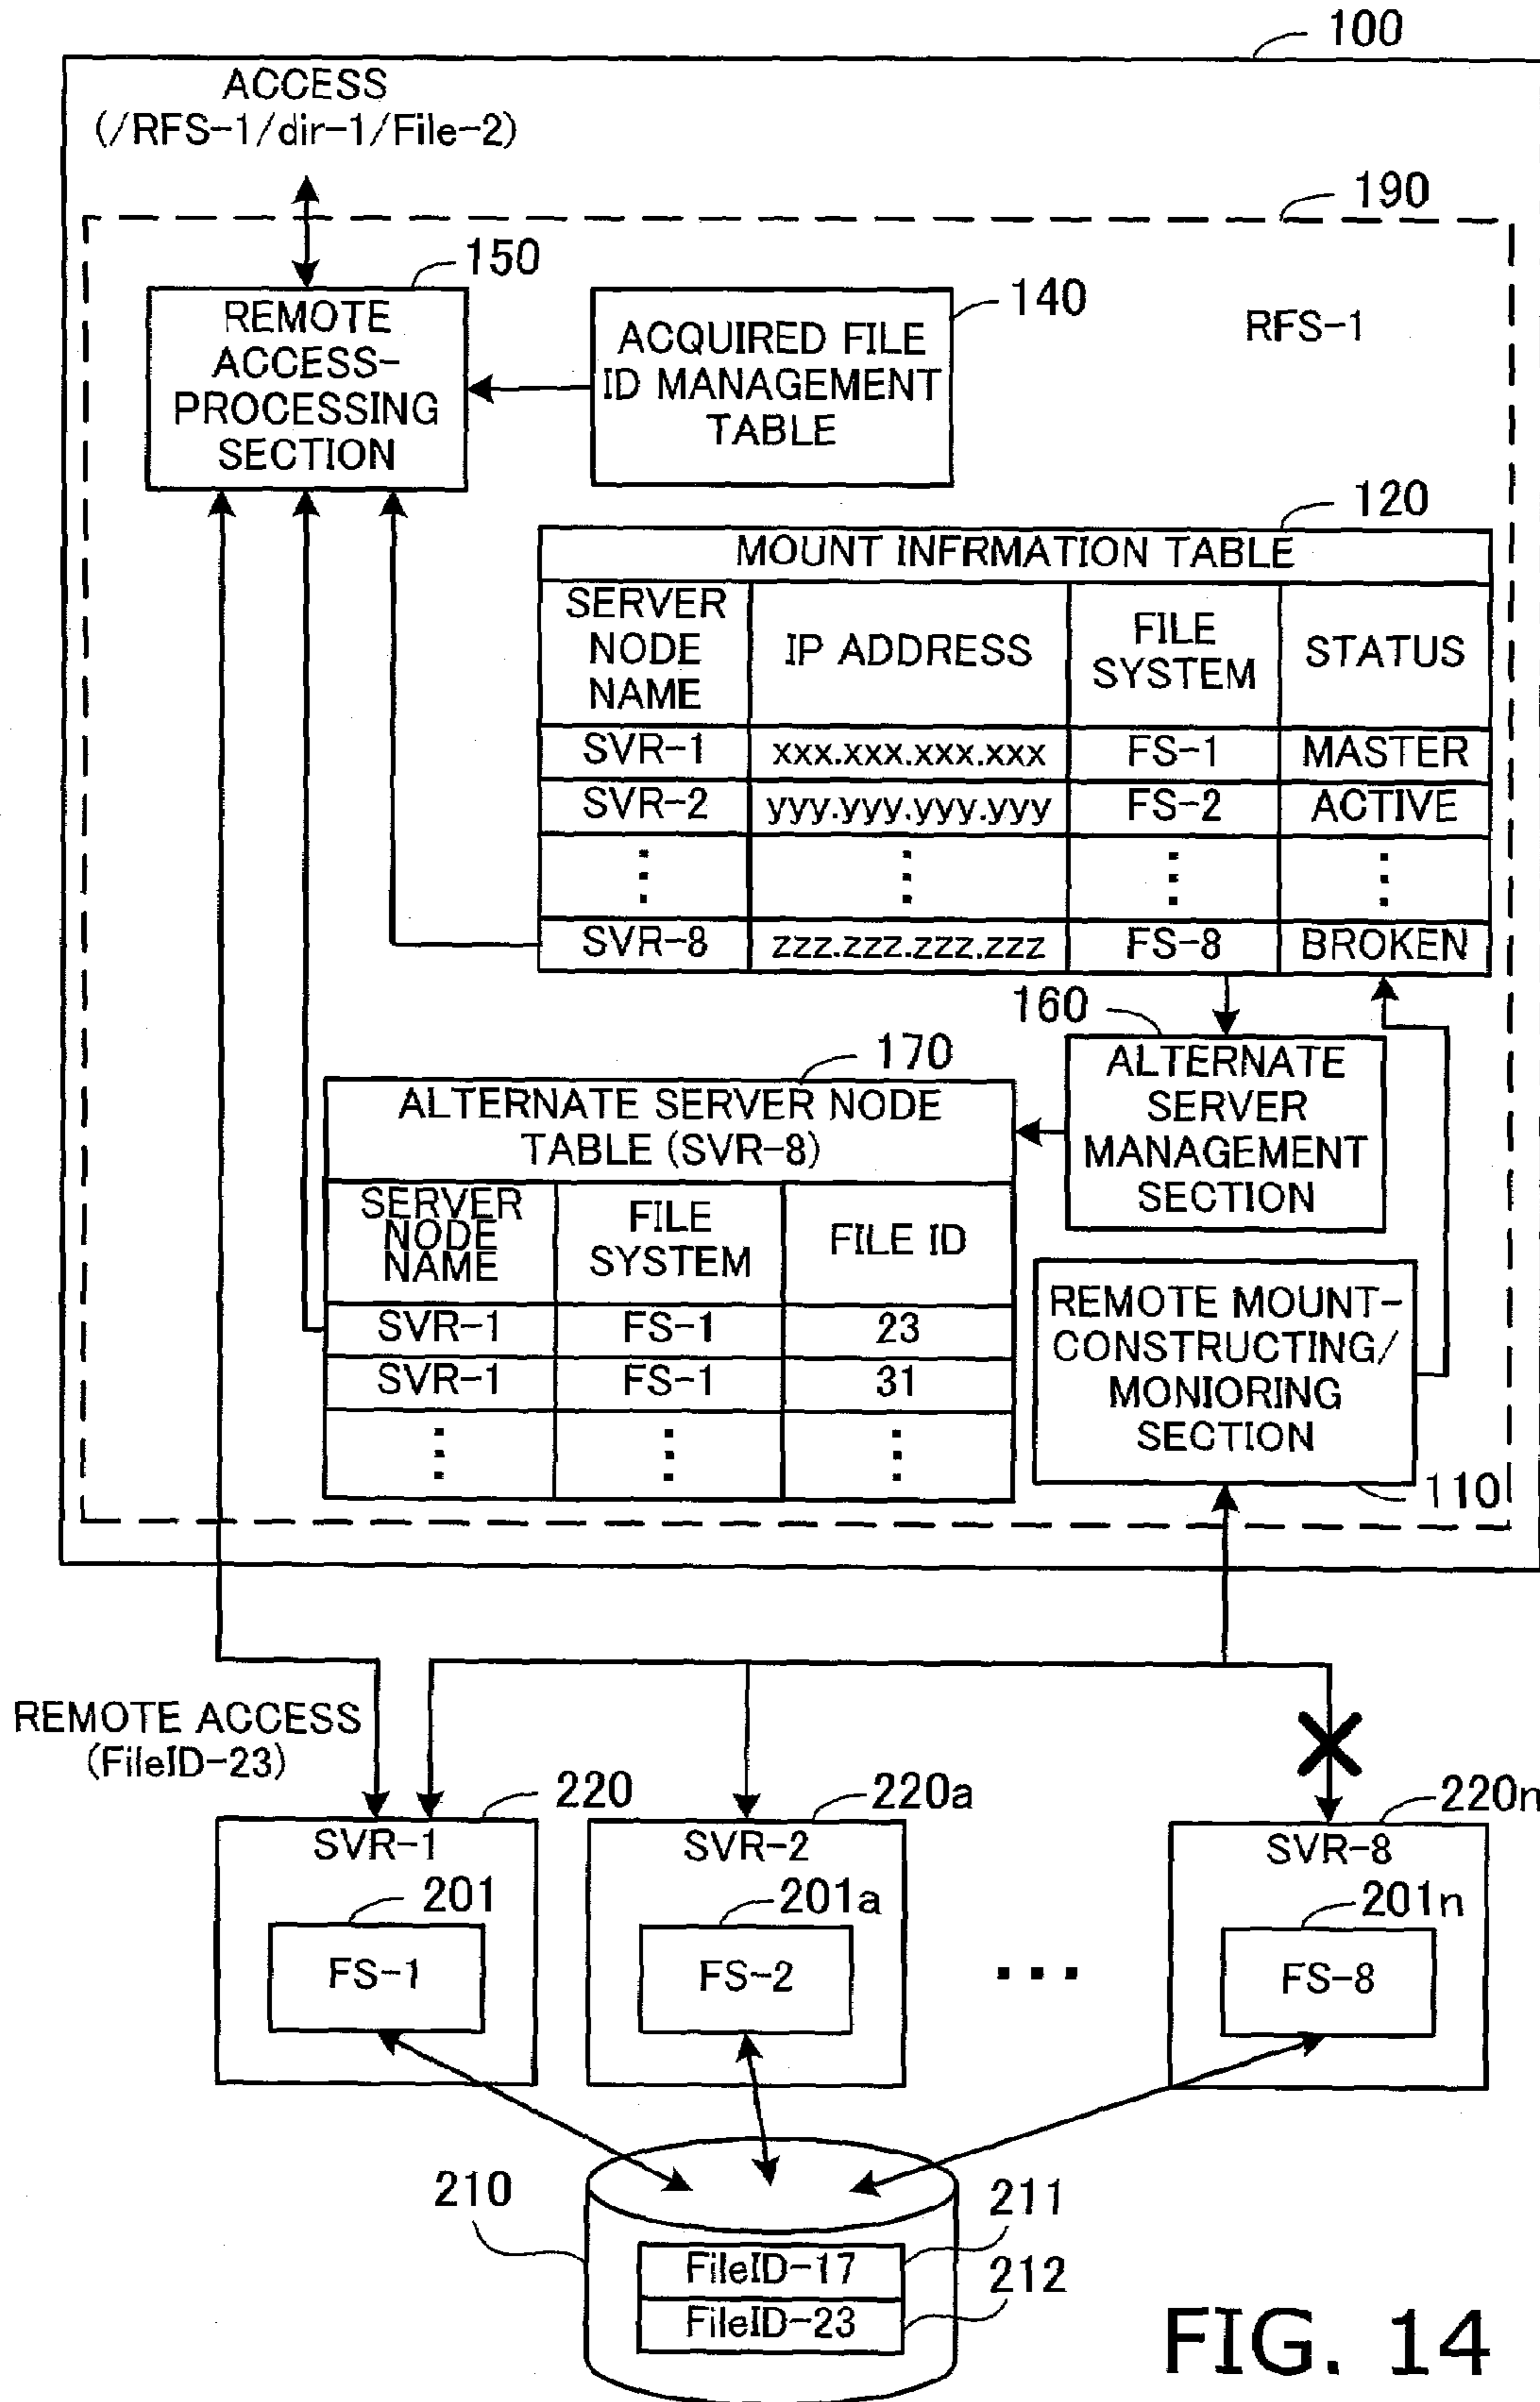 100
ACCESS
(/RFS-1/dir-1/File-2)
190
150
REMOTE
ACCESS-
PROCESSING
SECTION
140
ACQUIRED FILE
ID MANAGEMENT
TABLE
RFS-1
120
MOUNT INFRMATION TABLE
SERVER
NODE
NAME
IP ADDRESS
FILE
SYSTEM
STATUS
SVR-1 xxx.xxx.xxx.xxx FS-1 MASTER
SVR-2 yyy.yyy.yyy.yyy FS-2 ACTIVE
⋮ ⋮ ⋮ ⋮
SVR-8 zzz.zzz.zzz.zzz FS-8 BROKEN
160
ALTERNATE
SERVER
MANAGEMENT
SECTION
170
ALTERNATE SERVER NODE
TABLE (SVR-8)
SERVER
NODE
NAME
FILE
SYSTEM
FILE ID
SVR-1 FS-1 23
SVR-1 FS-1 31
⋮ ⋮ ⋮
REMOTE MOUNT-
CONSTRUCTING/
MONIORING
SECTION
110
REMOTE ACCESS
(FileID-23)
220
SVR-1
201
FS-1
220a
SVR-2
201a
FS-2
...
220n
SVR-8
201n
FS-8
210
211
FileID-17
212
FileID-23
FIG. 14